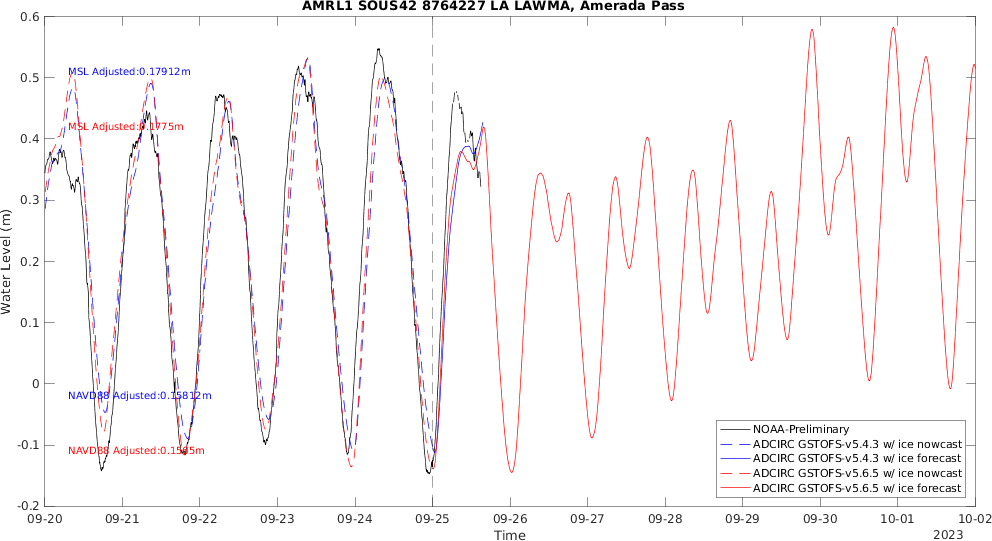 AMRL1 SOUS42 8764227 LA LAWMA, Amerada Pass
0.6
0.5
0.4
0.3
0.2
0.1
0
-0.1
-0.2
Water Level (m)
MSL Adjusted:0.17912m
MSL Adjusted:0.1775m
NAVD88 Adjusted:0.15812m
NAVD88 Adjusted:0.1565m
NOAA-Preliminary
ADCIRC GSTOFS-v5.4.3 w/ ice nowcast
ADCIRC GSTOFS-v5.4.3 w/ ice forecast
ADCIRC GSTOFS-v5.6.5 w/ ice nowcast
ADCIRC GSTOFS-v5.6.5 w/ ice forecast
09-20 09-21 09-22 09-23 09-24 09-25 09-26 09-27 09-28 09-29 09-30 10-01 10-02
Time
2023